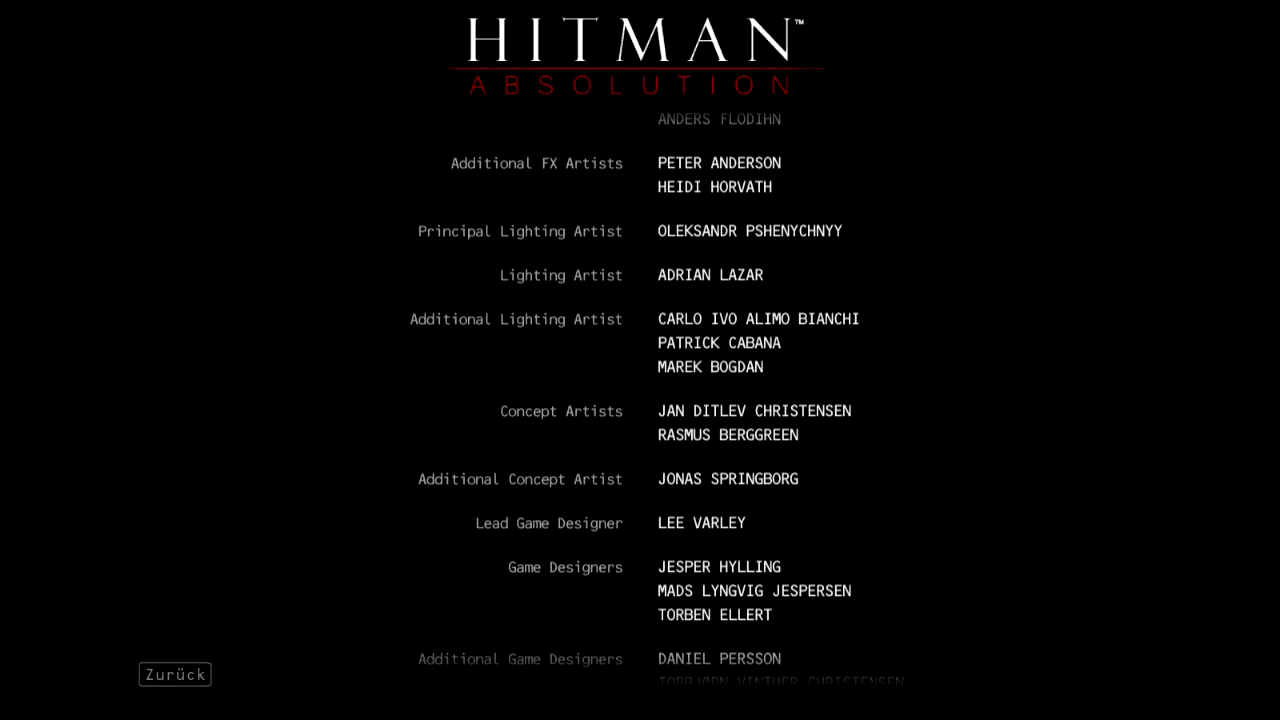 HITMAN™
ABSOLUTION
ANDERS FLODIHN
Additional FX Artists PETER ANDERSON
HEIDI HORVATH
Principal Lighting Artist OLEKSANDR PSHENYCHNYY
Lighting Artist ADRIAN LAZAR
Additional Lighting Artist CARLO IVO ALIMO BIANCHI
PATRICK CABANA
MAREK BOGDAN
Concept Artists JAN DITLEV CHRISTENSEN
RASMUS BERGGREEN
Additional Concept Artist JONAS SPRINGBORG
Lead Game Designer LEE VARLEY
Game Designers JESPER HYLLING
MADS LYNGVIG JESPERSEN
TORBEN ELLERT
Additional Game Designers DANIEL PERSSON
TORBJØRN VINTHER CHRISTENSEN
Zurück